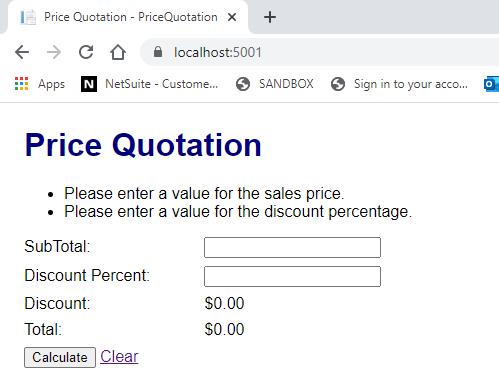 Price Quotation - PriceQuotation
localhost:5001
Apps NetSuite - Custome... SANDBOX Sign in to your acco...
Price Quotation
• Please enter a value for the sales price.
• Please enter a value for the discount percentage.
SubTotal:
Discount Percent:
Discount: $0.00
Total: $0.00
Calculate Clear